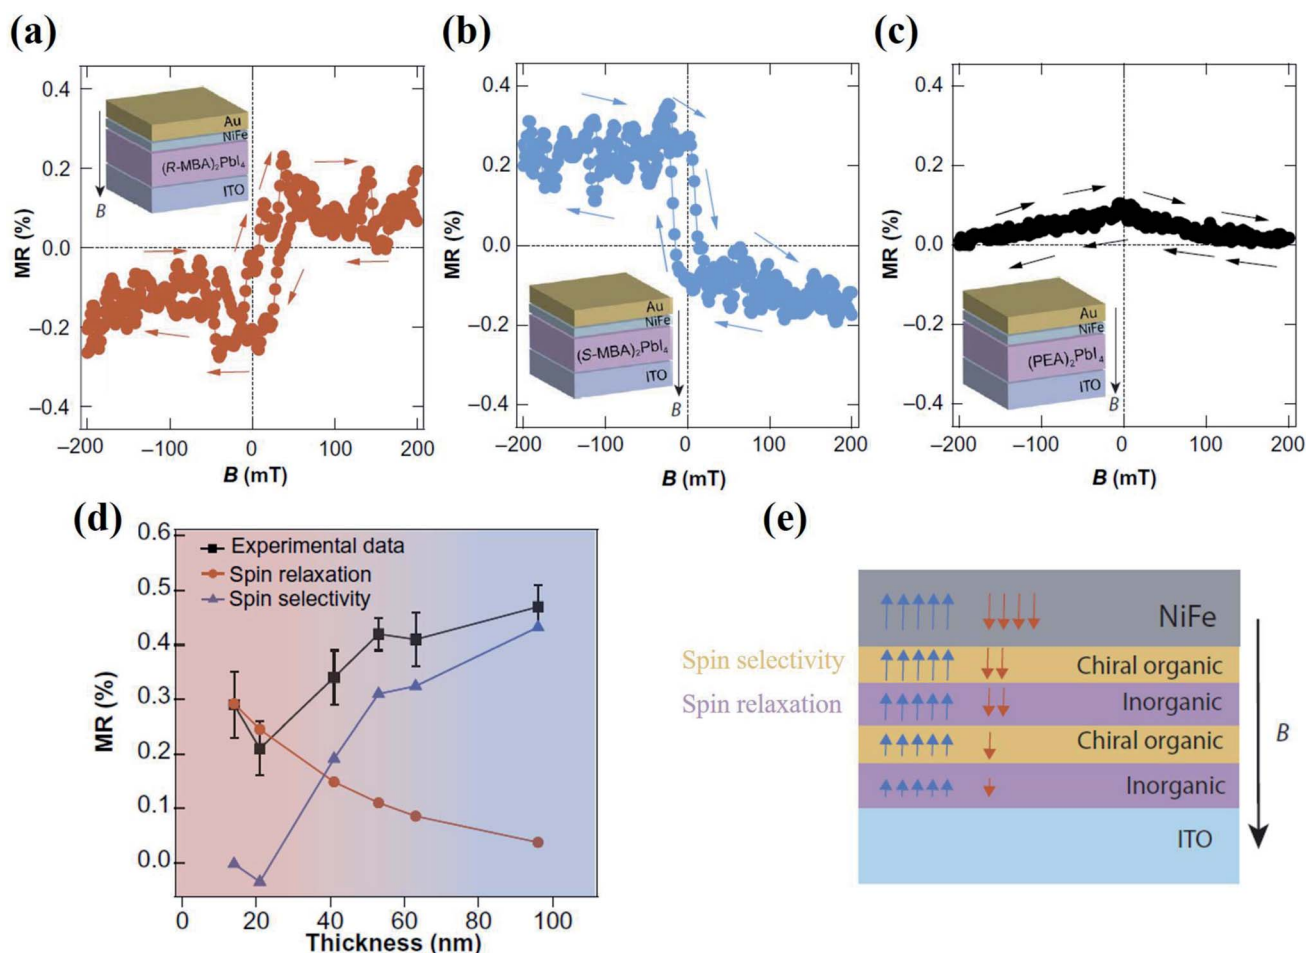 (a)
MR (%)
0.4
0.2
0.0
−0.2
−0.4
Au
NiFe
(R-MBA)₂PbI₄
ITO
B
−200
−100
0
100
200
B (mT)
(b)
MR (%)
0.4
0.2
0.0
−0.2
−0.4
Au
NiFe
(S-MBA)₂PbI₄
ITO
B
−200
−100
0
100
200
B (mT)
(c)
MR (%)
0.4
0.2
0.0
−0.2
−0.4
Au
NiFe
(PEA)₂PbI₄
ITO
B
−200
−100
0
100
200
B (mT)
(d)
MR (%)
0.6
0.5
0.4
0.3
0.2
0.1
0.0
Experimental data
Spin relaxation
Spin selectivity
0
20
40
60
80
100
Thickness (nm)
(e)
NiFe
Spin selectivity
Chiral organic
Spin relaxation
Inorganic
Chiral organic
Inorganic
ITO
B